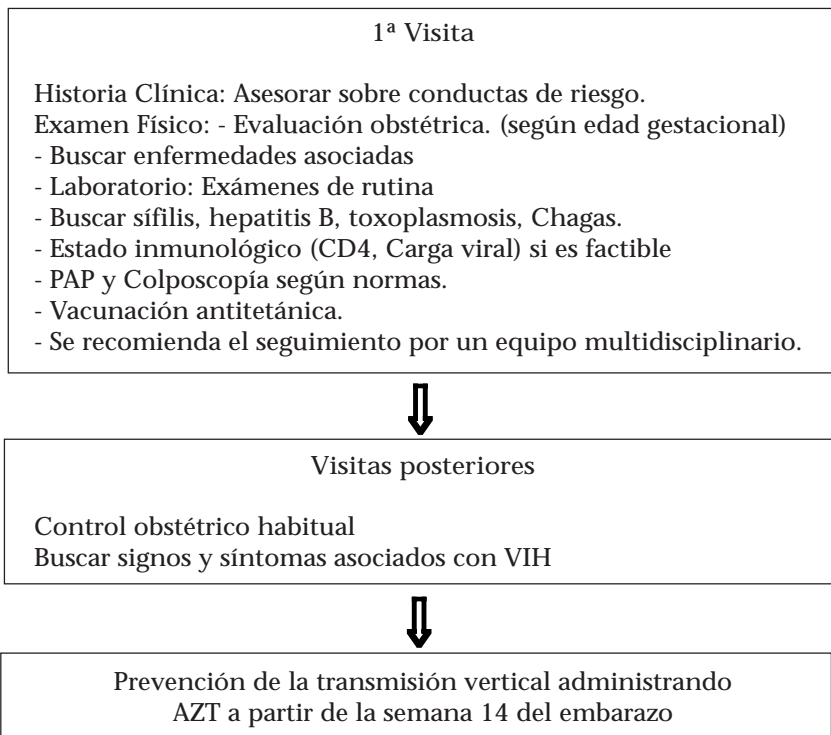 1ª Visita
Historia Clínica: Asesorar sobre conductas de riesgo.
Examen Físico: - Evaluación obstétrica. (según edad gestacional)
- Buscar enfermedades asociadas
- Laboratorio: Exámenes de rutina
- Buscar sífilis, hepatitis B, toxoplasmosis, Chagas.
- Estado inmunológico (CD4, Carga viral) si es factible
- PAP y Colposcopía según normas.
- Vacunación antitetánica.
- Se recomienda el seguimiento por un equipo multidisciplinario.
Visitas posteriores
Control obstétrico habitual
Buscar signos y síntomas asociados con VIH
Prevención de la transmisión vertical administrando
AZT a partir de la semana 14 del embarazo